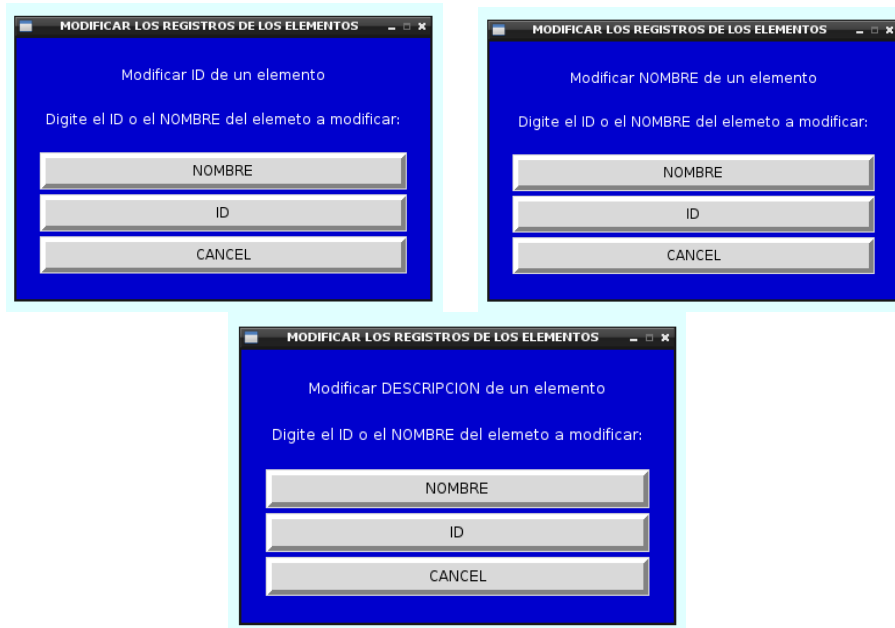 MODIFICAR LOS REGISTROS DE LOS ELEMENTOS
Modificar ID de un elemento
Digite el ID o el NOMBRE del elemeto a modificar:
NOMBRE
ID
CANCEL
MODIFICAR LOS REGISTROS DE LOS ELEMENTOS
Modificar NOMBRE de un elemento
Digite el ID o el NOMBRE del elemeto a modificar:
NOMBRE
ID
CANCEL
MODIFICAR LOS REGISTROS DE LOS ELEMENTOS
Modificar DESCRIPCION de un elemento
Digite el ID o el NOMBRE del elemeto a modificar:
NOMBRE
ID
CANCEL